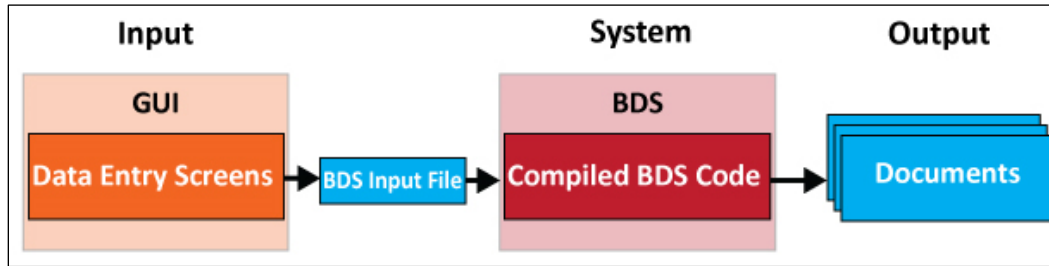 Input
System
Output
GUI
BDS
Data Entry Screens
BDS Input File
Compiled BDS Code
Documents